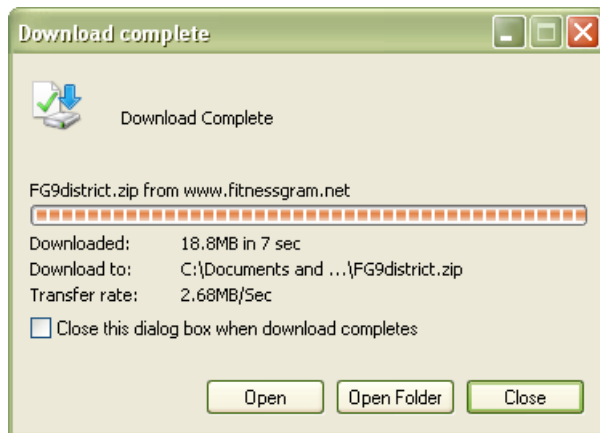 Download complete
Download Complete
FG9district.zip from www.fitnessgram.net
Downloaded: 18.8MB in 7 sec
Download to: C:\Documents and ...\FG9district.zip
Transfer rate: 2.68MB/Sec
Close this dialog box when download completes
Open Open Folder Close